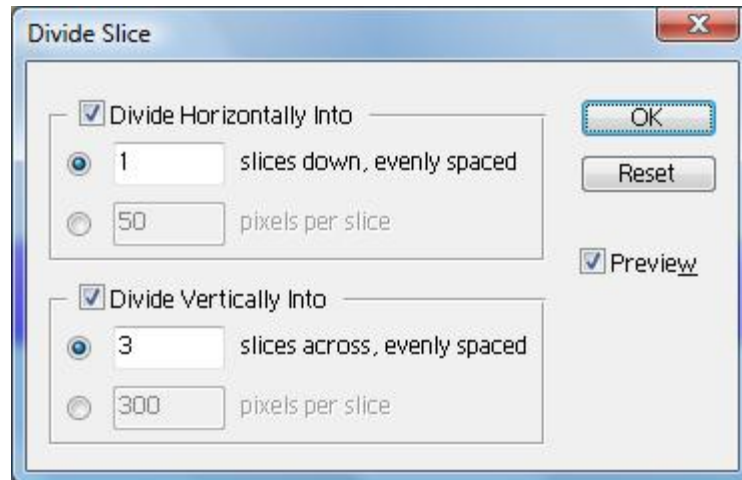 Divide Slice
Divide Horizontally Into
1 slices down, evenly spaced
50 pixels per slice
OK
Reset
Preview
Divide Vertically Into
3 slices across, evenly spaced
300 pixels per slice